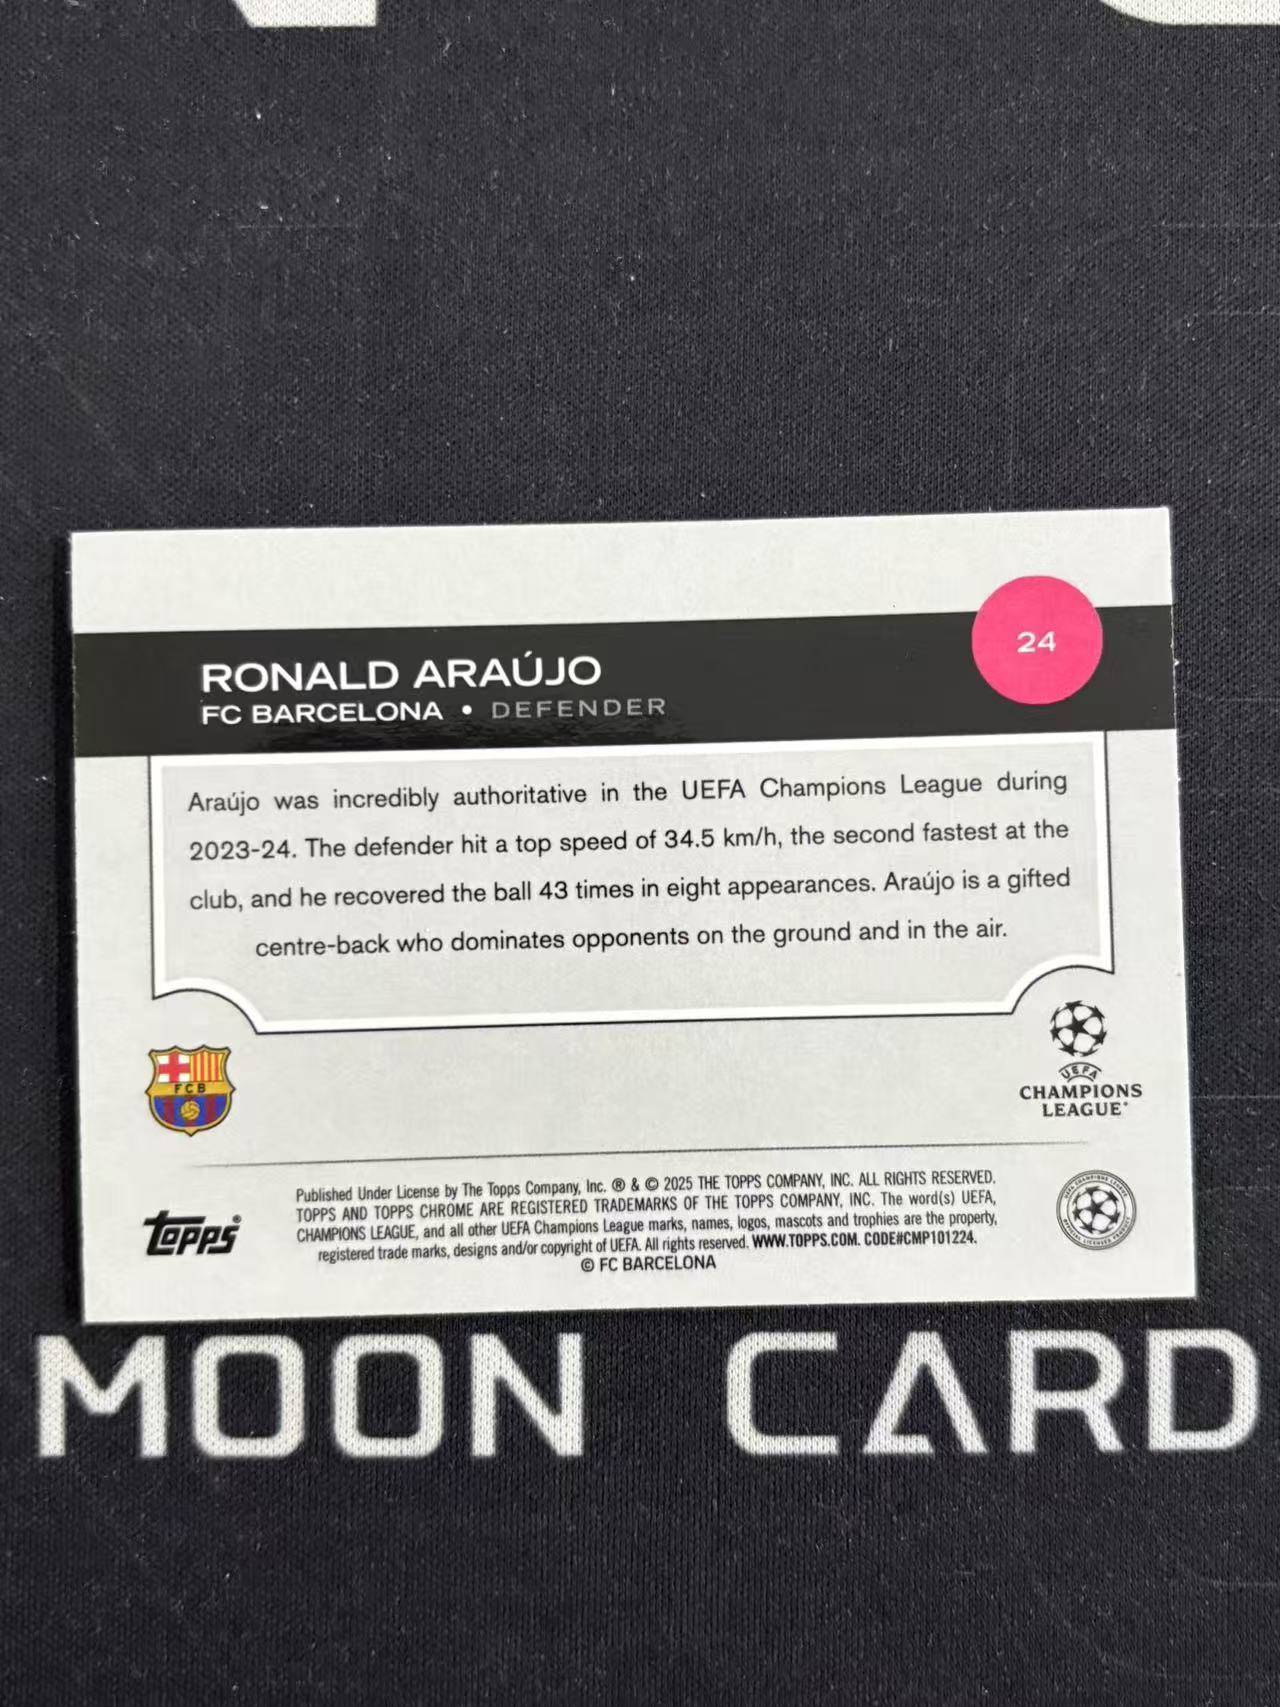 RONALD ARAÚJO
FC BARCELONA • DEFENDER
24
Araújo was incredibly authoritative in the UEFA Champions League during
2023-24. The defender hit a top speed of 34.5 km/h, the second fastest at the
club, and he recovered the ball 43 times in eight appearances. Araújo is a gifted
centre-back who dominates opponents on the ground and in the air.
FCB
UEFA
CHAMPIONS
LEAGUE
topps®
Published Under License by The Topps Company, Inc. ® & © 2025 THE TOPPS COMPANY, INC. ALL RIGHTS RESERVED.
TOPPS AND TOPPS CHROME ARE REGISTERED TRADEMARKS OF THE TOPPS COMPANY, INC. The word(s) UEFA,
CHAMPIONS LEAGUE, and all other UEFA Champions League marks, names, logos, mascots and trophies are the property,
registered trade marks, designs and/or copyright of UEFA. All rights reserved. WWW.TOPPS.COM. CODE#CMP101224.
© FC BARCELONA
MOON CARD